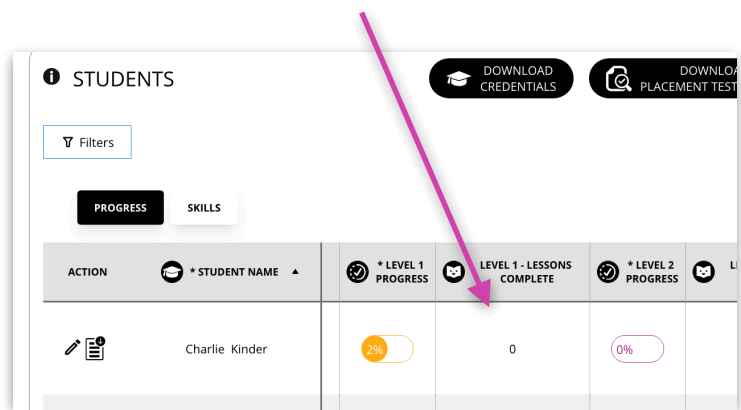 STUDENTS
DOWNLOAD
CREDENTIALS
PLACEMENT TEST
Filters
PROGRESS
SKILLS
ACTION
* STUDENT NAME
* LEVEL 1
PROGRESS
LEVEL 1 - LESSONS
COMPLETE
* LEVEL 2
PROGRESS
Charlie Kinder
2%
0
0%